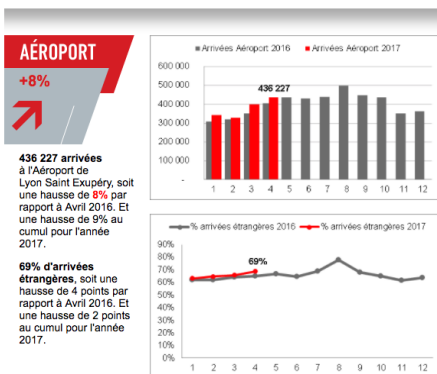 AÉROPORT
+8%
436 227 arrivées
à l'Aéroport de
Lyon Saint Exupéry, soit
une hausse de 8% par
rapport à Avril 2016. Et
une hausse de 9% au
cumul pour l'année
2017.
69% d'arrivées
étrangères, soit une
hausse de 4 points par
rapport à Avril 2016. Et
une hausse de 2 points
au cumul pour l'année
2017.
Arrivées Aéroport 2016 Arrivées Aéroport 2017
600 000
500 000
400 000
300 000
200 000
100 000
-
436 227
1 2 3 4 5 6 7 8 9 10 11 12
% arrivées étrangères 2016 % arrivées étrangères 2017
90%
80%
70%
60%
50%
40%
30%
20%
10%
0%
69%
1 2 3 4 5 6 7 8 9 10 11 12